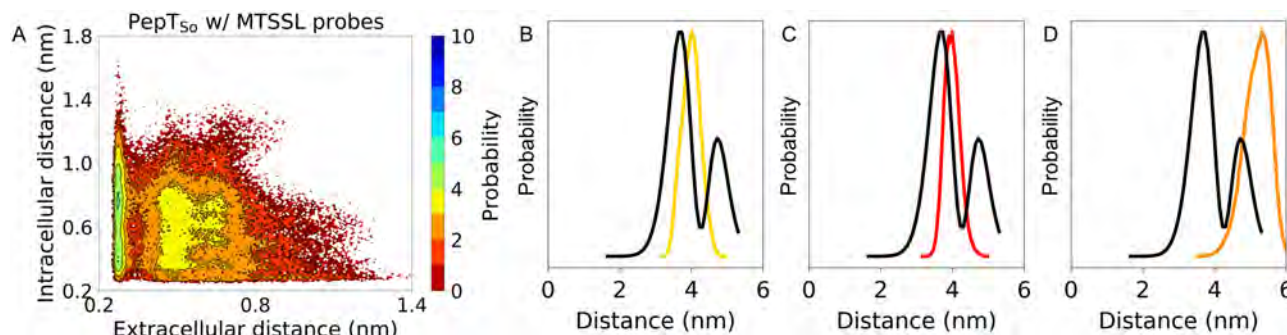 A
PepT_So w/ MTSSL probes
Intracellular distance (nm)
1.8
1.4
1.0
0.6
0.2
0.2 0.8 1.4
Extracellular distance (nm)
10
8
6
4
2
0
Probability
B
Probability
0 2 4 6
Distance (nm)
C
Probability
0 2 4 6
Distance (nm)
D
Probability
0 2 4 6
Distance (nm)